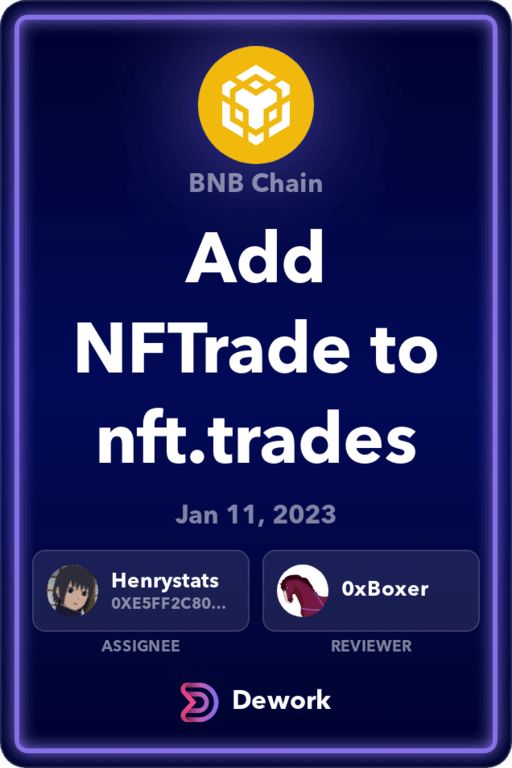 BNB Chain
Add
NFTrade to
nft.trades
Jan 11, 2023
Henrystats
0XE5FF2C80...
ASSIGNEE
0xBoxer
REVIEWER
Dework